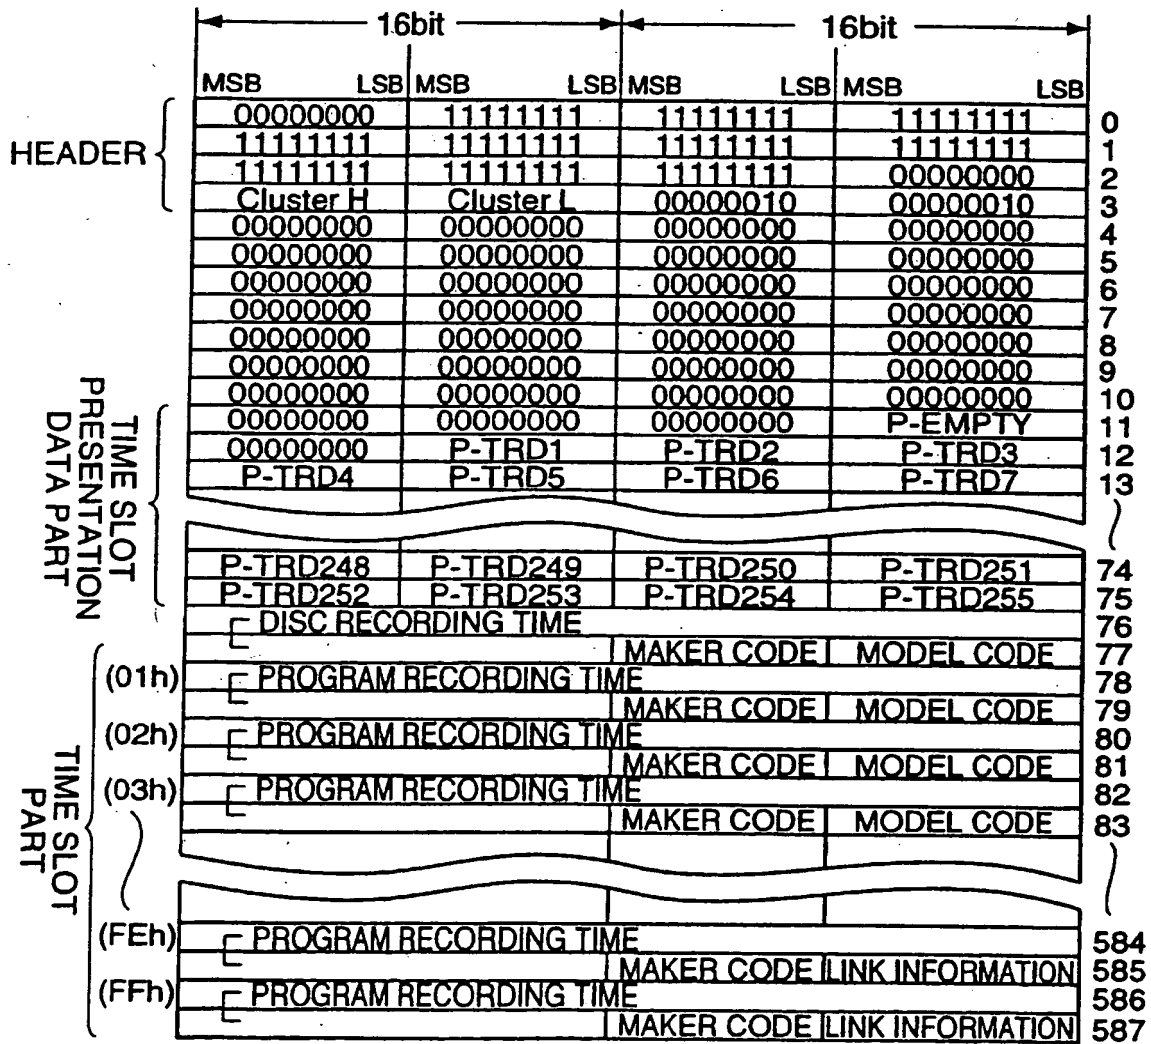 16bit 16bit
MSB LSB MSB LSB MSB LSB MSB LSB
HEADER
00000000 11111111 11111111 11111111 0
11111111 11111111 11111111 11111111 1
11111111 11111111 11111111 00000000 2
Cluster H Cluster L 00000010 00000010 3
00000000 00000000 00000000 00000000 4
00000000 00000000 00000000 00000000 5
00000000 00000000 00000000 00000000 6
00000000 00000000 00000000 00000000 7
00000000 00000000 00000000 00000000 8
00000000 00000000 00000000 00000000 9
00000000 00000000 00000000 00000000 10
TIME SLOT
PRESENTATION
DATA PART
00000000 00000000 00000000 P-EMPTY 11
00000000 P-TRD1 P-TRD2 P-TRD3 12
P-TRD4 P-TRD5 P-TRD6 P-TRD7 13
P-TRD248 P-TRD249 P-TRD250 P-TRD251 74
P-TRD252 P-TRD253 P-TRD254 P-TRD255 75
TIME SLOT
PART
DISC RECORDING TIME 76
MAKER CODE MODEL CODE 77
(01h) PROGRAM RECORDING TIME 78
MAKER CODE MODEL CODE 79
(02h) PROGRAM RECORDING TIME 80
MAKER CODE MODEL CODE 81
(03h) PROGRAM RECORDING TIME 82
MAKER CODE MODEL CODE 83
(FEh) PROGRAM RECORDING TIME 584
MAKER CODE LINK INFORMATION 585
(FFh) PROGRAM RECORDING TIME 586
MAKER CODE LINK INFORMATION 587